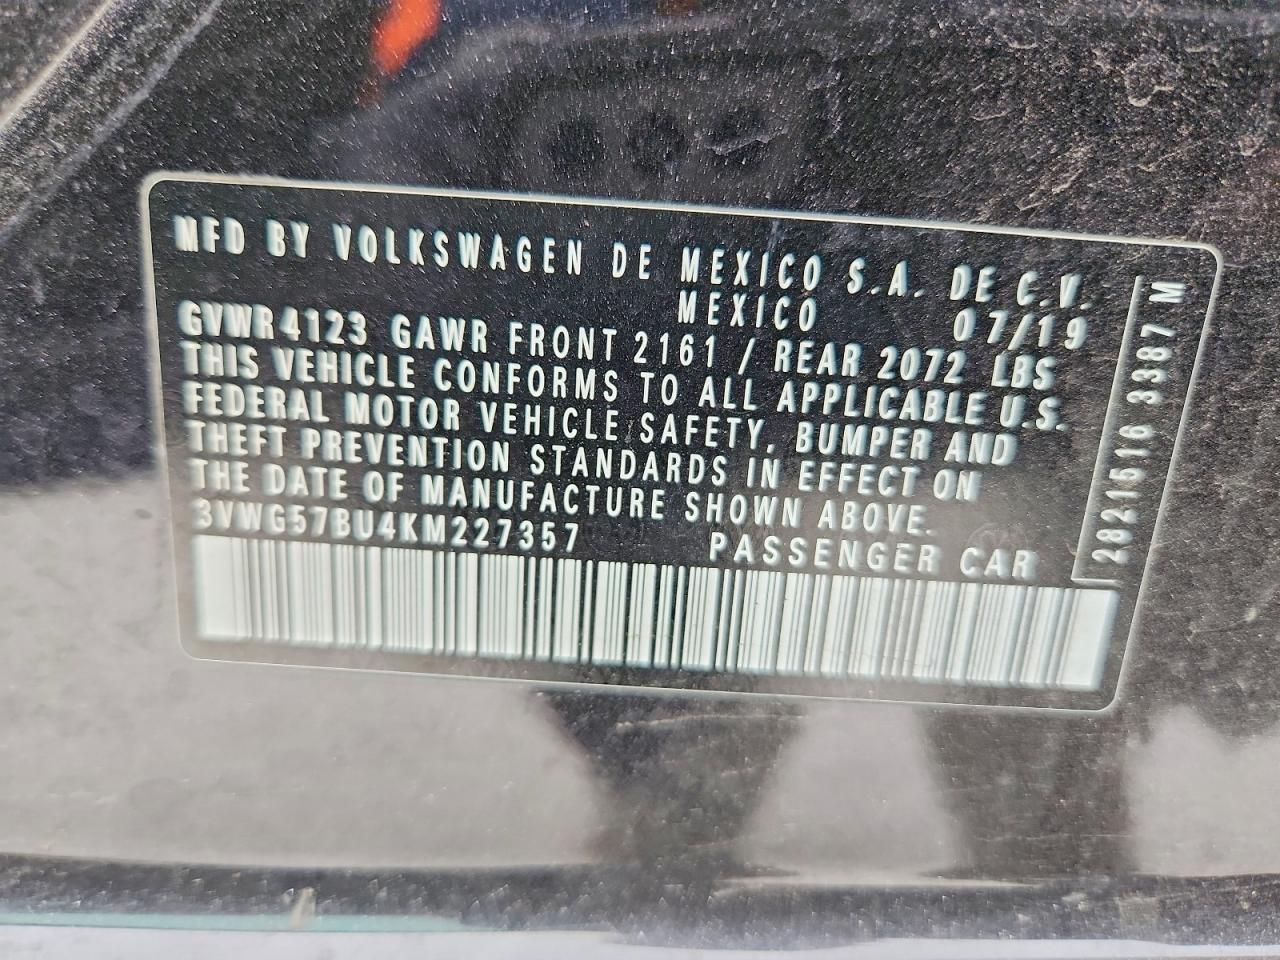 MFD BY VOLKSWAGEN DE MEXICO S.A. DE C.V.
MEXICO 07/19
GVWR 4123 GAWR FRONT 2161 / REAR 2072 LBS
THIS VEHICLE CONFORMS TO ALL APPLICABLE U.S.
FEDERAL MOTOR VEHICLE SAFETY, BUMPER AND
THEFT PREVENTION STANDARDS IN EFFECT ON
THE DATE OF MANUFACTURE SHOWN ABOVE.
3VWG57BU4KM227357 PASSENGER CAR
2821516 3387 M